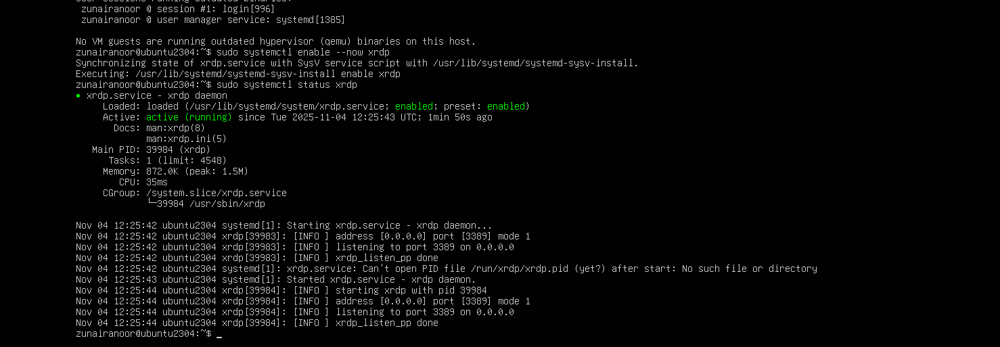 user sessions running outdated binaries:
 zunairanoor @ session #1: login[996]
 zunairanoor @ user manager service: systemd[1385]

No VM guests are running outdated hypervisor (qemu) binaries on this host.
zunairanoor@ubuntu2304:~$ sudo systemctl enable --now xrdp
Synchronizing state of xrdp.service with SysV service script with /usr/lib/systemd/systemd-sysv-install.
Executing: /usr/lib/systemd/systemd-sysv-install enable xrdp
zunairanoor@ubuntu2304:~$ sudo systemctl status xrdp
● xrdp.service - xrdp daemon
     Loaded: loaded (/usr/lib/systemd/system/xrdp.service; enabled; preset: enabled)
     Active: active (running) since Tue 2025-11-04 12:25:43 UTC; 1min 50s ago
       Docs: man:xrdp(8)
             man:xrdp.ini(5)
   Main PID: 39984 (xrdp)
      Tasks: 1 (limit: 4548)
     Memory: 872.0K (peak: 1.5M)
        CPU: 35ms
     CGroup: /system.slice/xrdp.service
             └─39984 /usr/sbin/xrdp

Nov 04 12:25:42 ubuntu2304 systemd[1]: Starting xrdp.service - xrdp daemon...
Nov 04 12:25:42 ubuntu2304 xrdp[39983]: [INFO ] address [0.0.0.0] port [3389] mode 1
Nov 04 12:25:42 ubuntu2304 xrdp[39983]: [INFO ] listening to port 3389 on 0.0.0.0
Nov 04 12:25:42 ubuntu2304 xrdp[39983]: [INFO ] xrdp_listen_pp done
Nov 04 12:25:42 ubuntu2304 systemd[1]: xrdp.service: Can't open PID file /run/xrdp/xrdp.pid (yet?) after start: No such file or directory
Nov 04 12:25:43 ubuntu2304 systemd[1]: Started xrdp.service - xrdp daemon.
Nov 04 12:25:44 ubuntu2304 xrdp[39984]: [INFO ] starting xrdp with pid 39984
Nov 04 12:25:44 ubuntu2304 xrdp[39984]: [INFO ] address [0.0.0.0] port [3389] mode 1
Nov 04 12:25:44 ubuntu2304 xrdp[39984]: [INFO ] listening to port 3389 on 0.0.0.0
Nov 04 12:25:44 ubuntu2304 xrdp[39984]: [INFO ] xrdp_listen_pp done
zunairanoor@ubuntu2304:~$ _